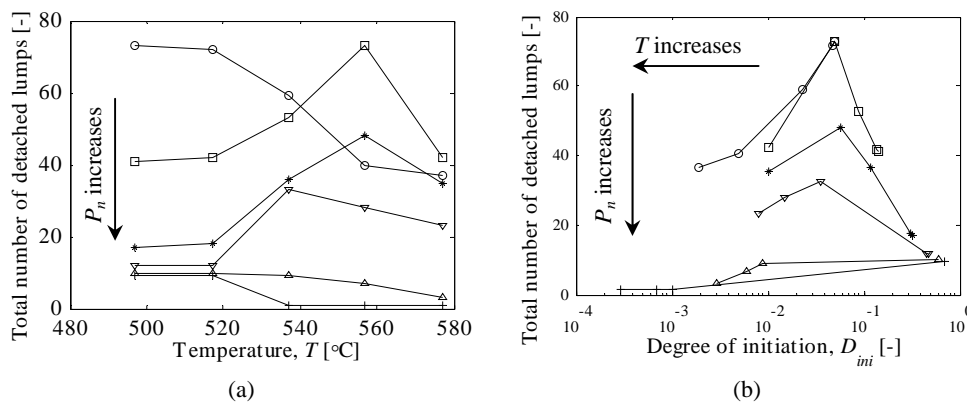 Total number of detached lumps [-]
80
60
40
20
0
P_n increases
480 500 520 540 560 580
Temperature, T [°C]
(a)
Total number of detached lumps [-]
80
60
40
20
0
T increases
P_n increases
10^-4 10^-3 10^-2 10^-1 10^0
Degree of initiation, D_ini [-]
(b)